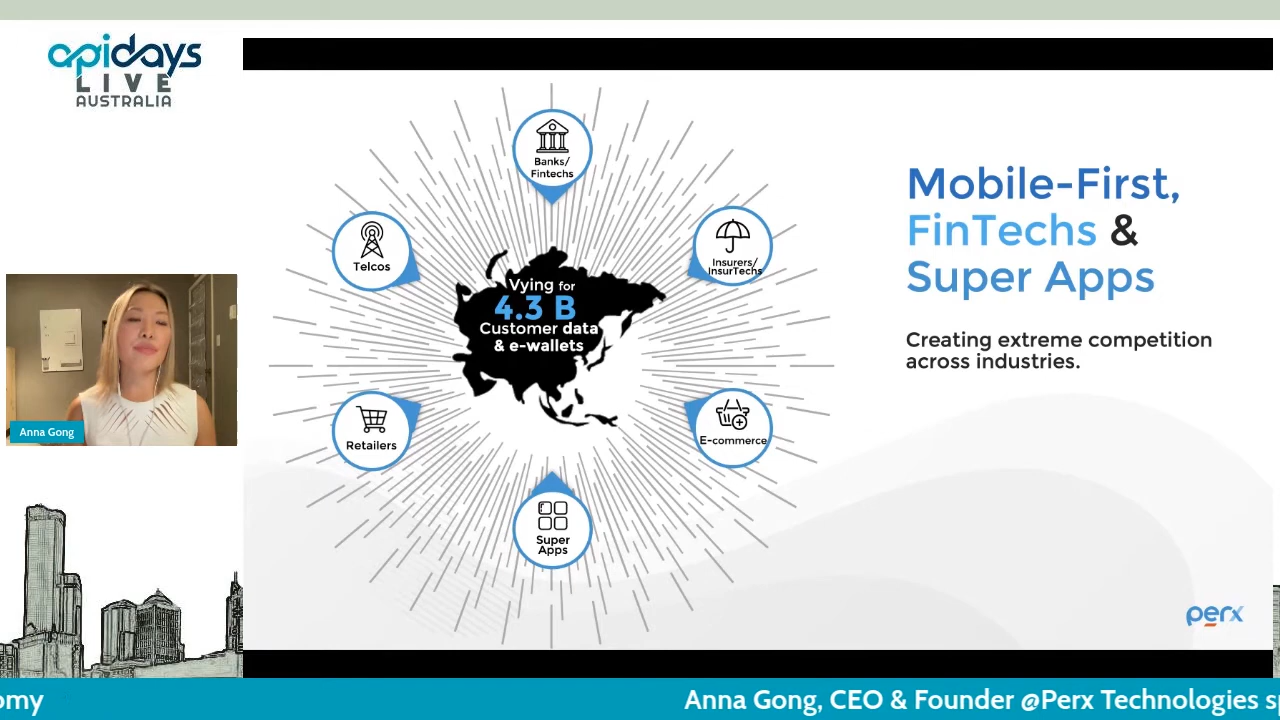 apidays
LIVE
AUSTRALIA
Banks/
Fintechs
Telcos
Insurers/
InsurTechs
Vying for
4.3 B
Customer data
& e-wallets
Retailers
E-commerce
Super
Apps
Mobile-First,
FinTechs &
Super Apps
Creating extreme competition
across industries.
perx
Anna Gong
omy
Anna Gong, CEO & Founder @Perx Technologies sp